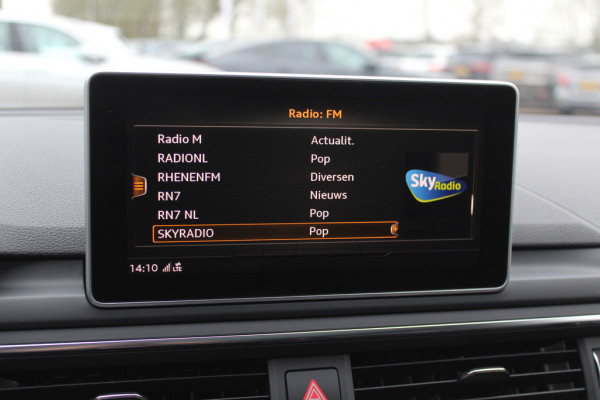 Radio: FM
Radio M Actualit.
RADIONL Pop
RHENENFM Diversen
RN7 Nieuws
RN7 NL Pop
SKYRADIO Pop
Sky Radio
14:10 LTE